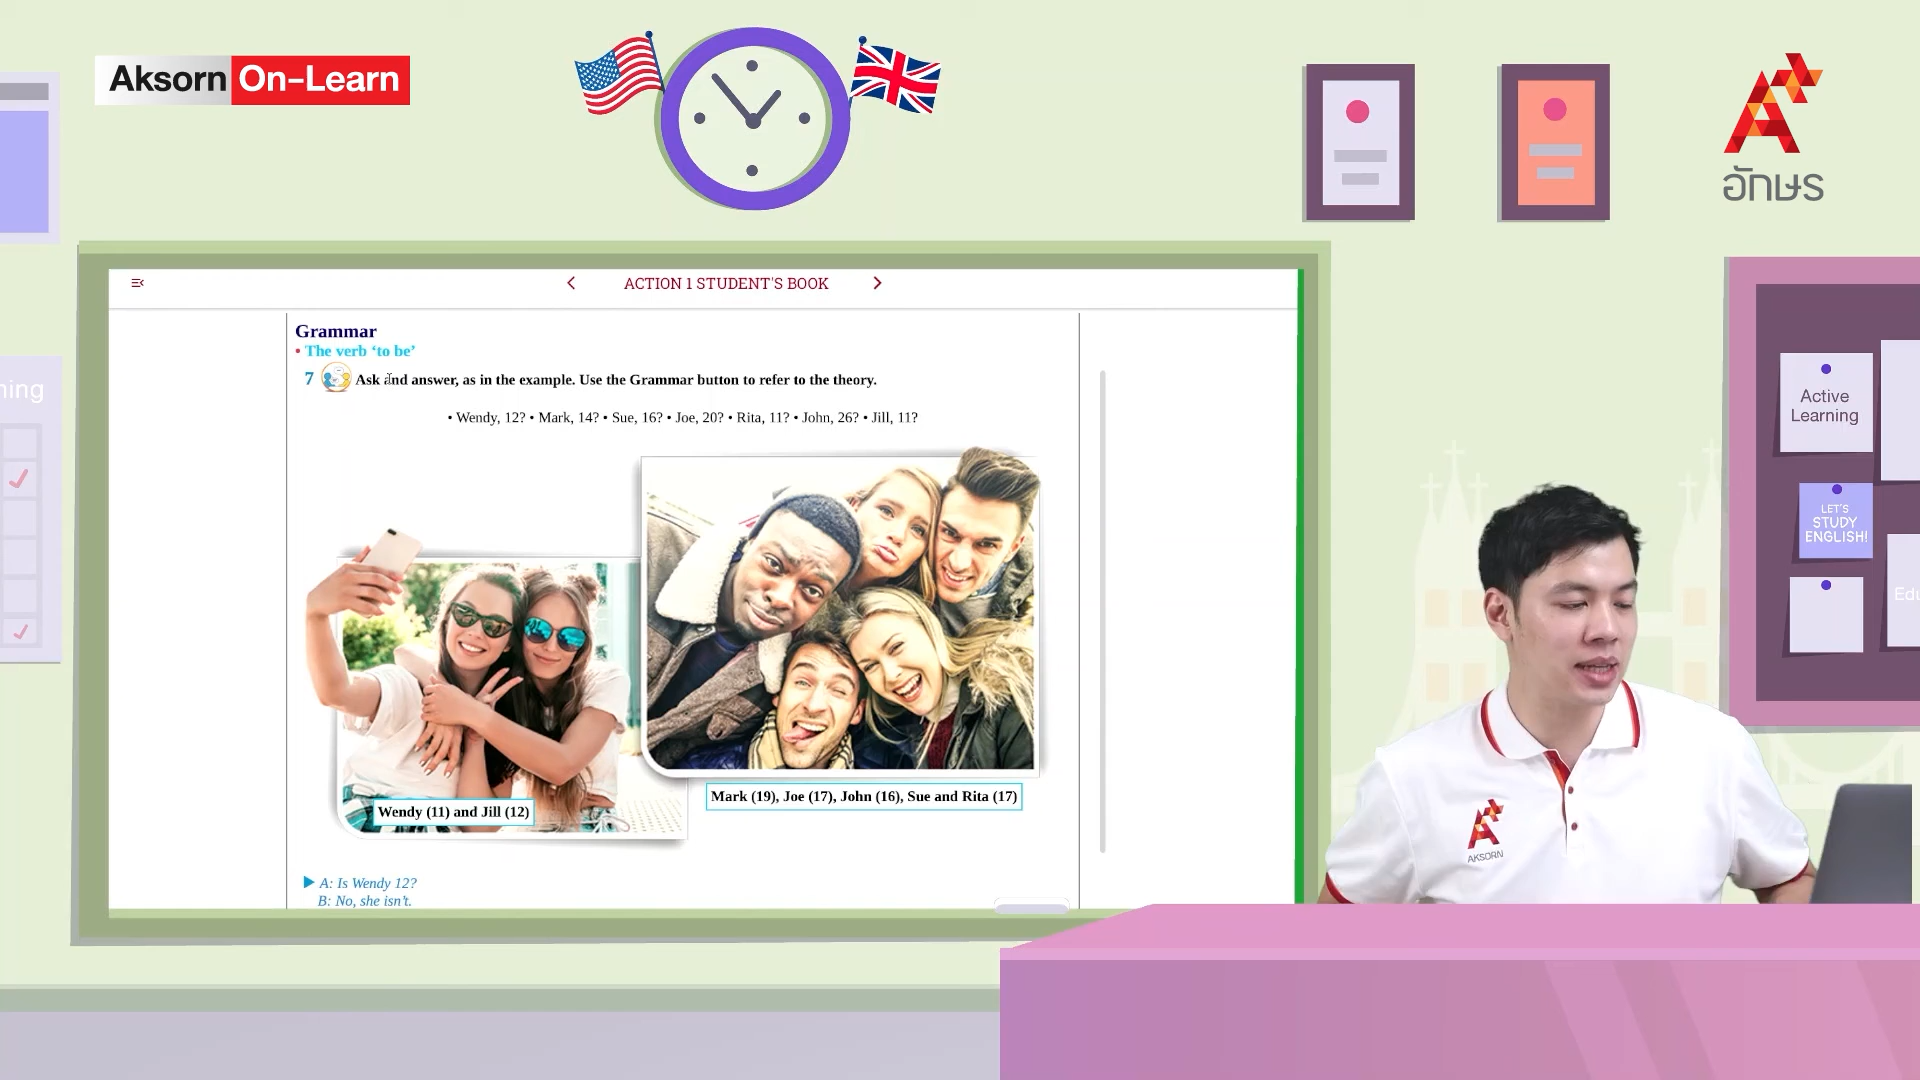 Aksorn On-Learn
อักษร
ning
ACTION 1 STUDENT'S BOOK
Grammar
• The verb ‘to be’
7 Ask and answer, as in the example. Use the Grammar button to refer to the theory.
• Wendy, 12? • Mark, 14? • Sue, 16? • Joe, 20? • Rita, 11? • John, 26? • Jill, 11?
Wendy (11) and Jill (12)
Mark (19), Joe (17), John (16), Sue and Rita (17)
A: Is Wendy 12?
B: No, she isn't.
Active
Learning
LET'S
STUDY
ENGLISH!
Edu
AKSORN